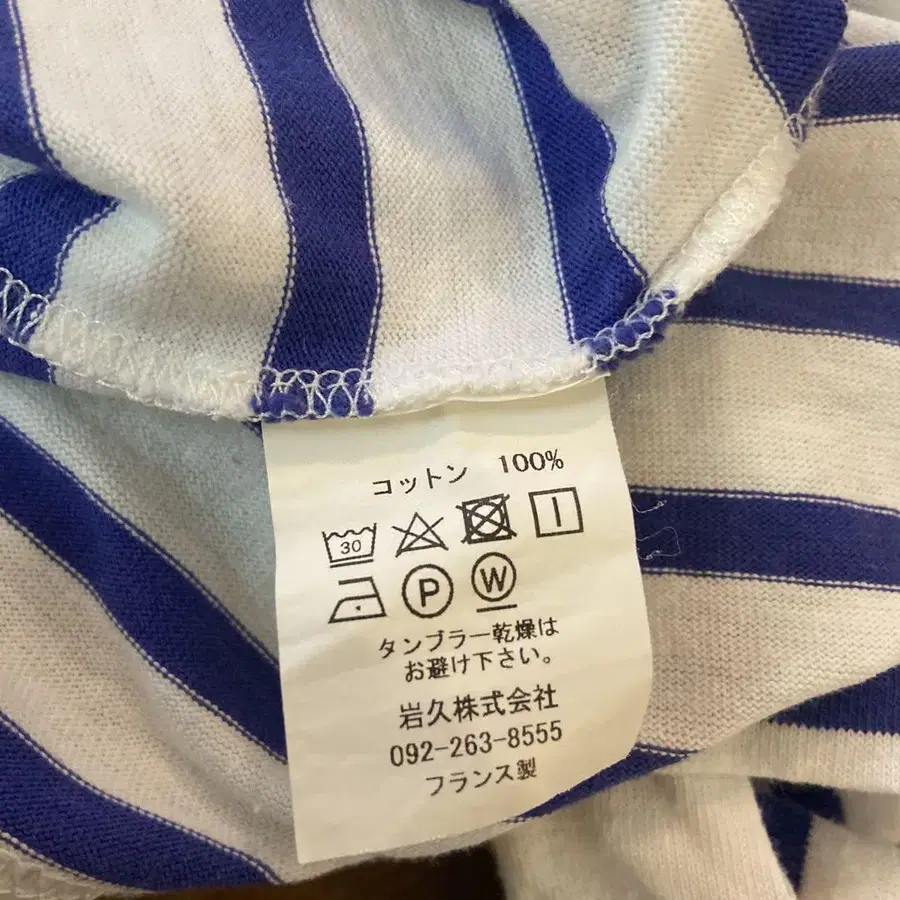 コットン 100%
30
P W
タンブラー乾燥は
お避け下さい。
岩久株式会社
092-263-8555
フランス製